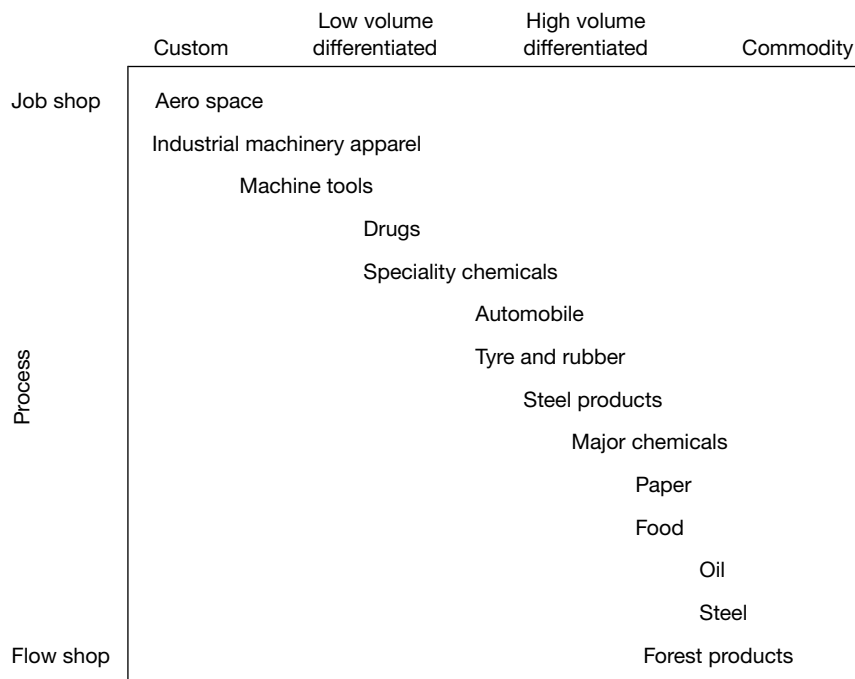 Custom
Low volume
differentiated
High volume
differentiated
Commodity
Job shop
Aero space
Industrial machinery apparel
Machine tools
Drugs
Speciality chemicals
Automobile
Tyre and rubber
Process
Steel products
Major chemicals
Paper
Food
Oil
Steel
Flow shop
Forest products